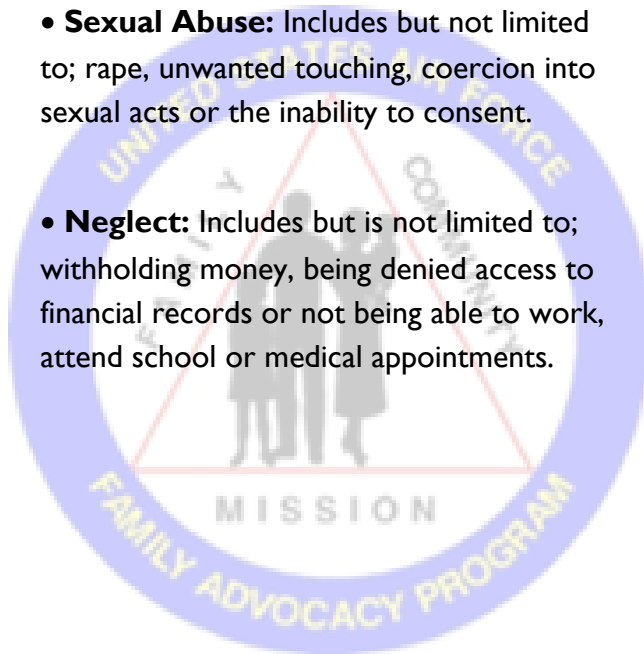 • Sexual Abuse: Includes but not limited
to; rape, unwanted touching, coercion into
sexual acts or the inability to consent.
• Neglect: Includes but is not limited to;
withholding money, being denied access to
financial records or not being able to work,
attend school or medical appointments.
UNITED STATES AIR FORCE
FAMILY
COMMUNITY
MISSION
FAMILY ADVOCACY PROGRAM